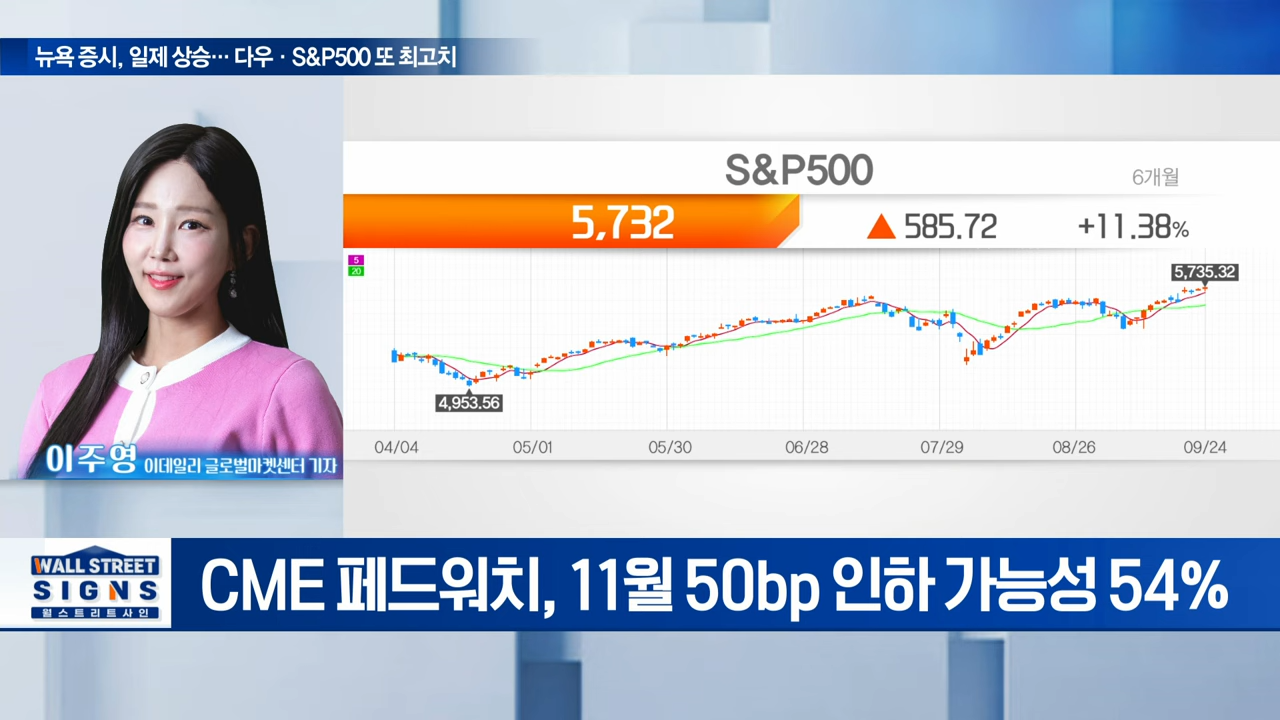 뉴욕 증시, 일제 상승… 다우 · S&P500 또 최고치
S&P500
6개월
5,732
▲ 585.72
+11.38%
5
20
5,735.32
4,953.56
04/04
05/01
05/30
06/28
07/29
08/26
09/24
이주영 이데일리 글로벌마켓센터 기자
WALL STREET
SIGNS
월스트리트사인
CME 페드워치, 11월 50bp 인하 가능성 54%